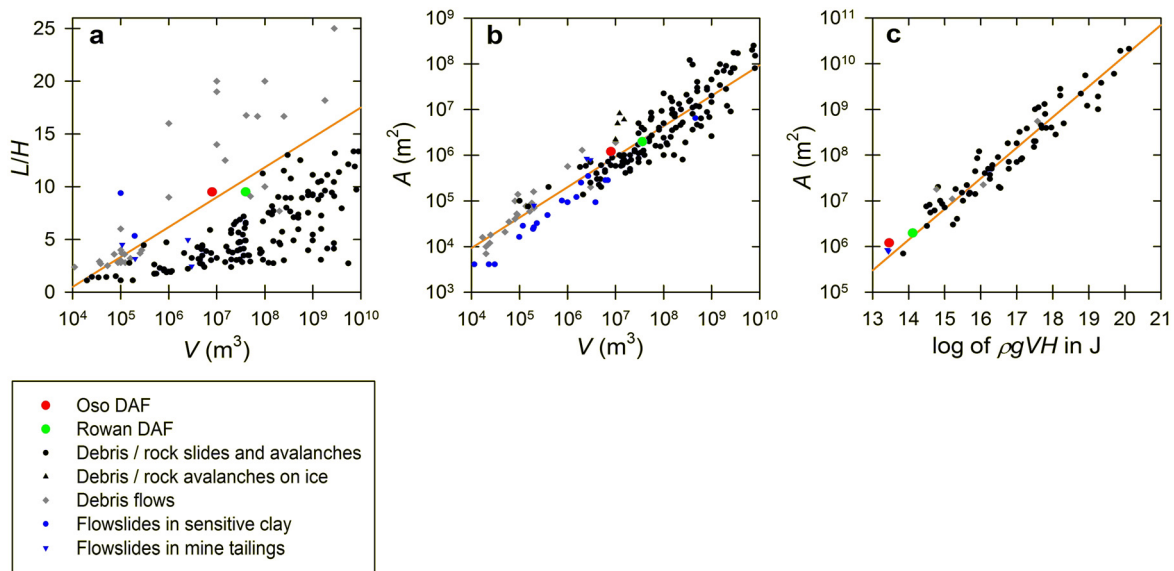 a
25
20
15
10
5
0
L/H
10⁴ 10⁵ 10⁶ 10⁷ 10⁸ 10⁹ 10¹⁰
V (m³)
b
10⁹
10⁸
10⁷
10⁶
10⁵
10⁴
10³
A (m²)
10⁴ 10⁵ 10⁶ 10⁷ 10⁸ 10⁹ 10¹⁰
V (m³)
c
10¹¹
10¹⁰
10⁹
10⁸
10⁷
10⁶
10⁵
A (m²)
13 14 15 16 17 18 19 20 21
log of ρgVH in J
Oso DAF
Rowan DAF
Debris / rock slides and avalanches
Debris / rock avalanches on ice
Debris flows
Flowslides in sensitive clay
Flowslides in mine tailings